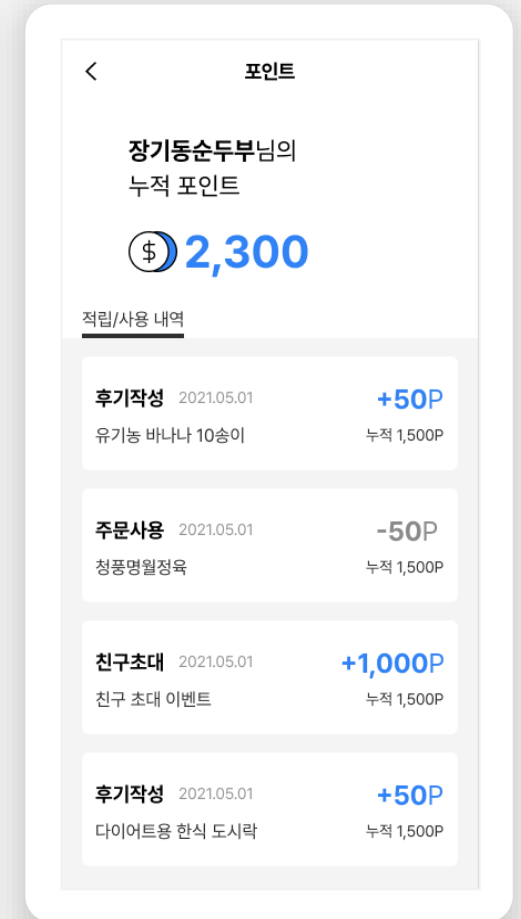 포인트
장기동순두부님의
누적 포인트
$ 2,300
적립/사용 내역
후기작성 2021.05.01 +50P
유기농 바나나 10송이 누적 1,500P
주문사용 2021.05.01 -50P
청풍명월정육 누적 1,500P
친구초대 2021.05.01 +1,000P
친구 초대 이벤트 누적 1,500P
후기작성 2021.05.01 +50P
다이어트용 한식 도시락 누적 1,500P